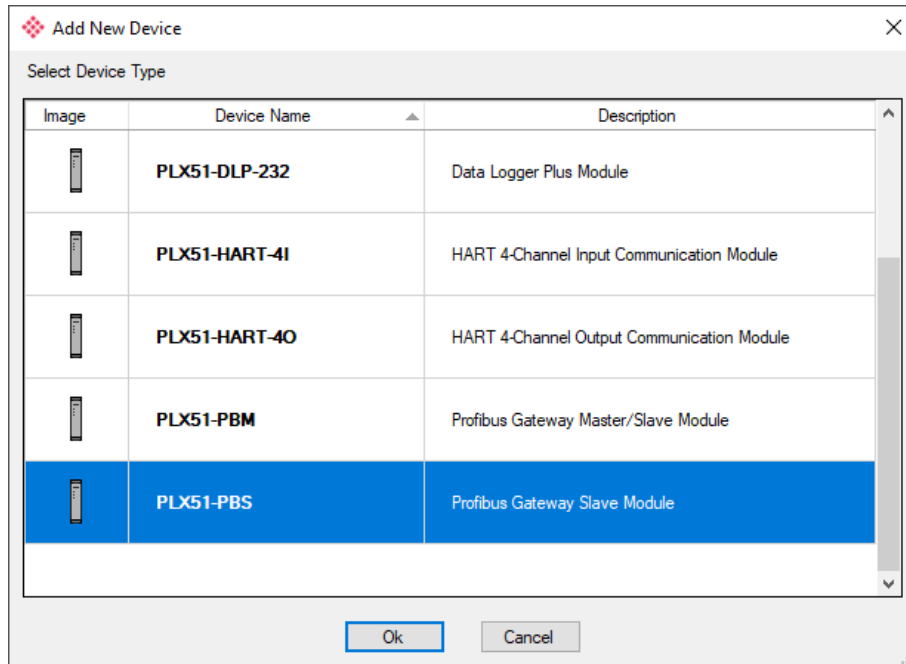 Add New Device
Select Device Type
Image Device Name Description
PLX51-DLP-232 Data Logger Plus Module
PLX51-HART-4I HART 4-Channel Input Communication Module
PLX51-HART-4O HART 4-Channel Output Communication Module
PLX51-PBM Profibus Gateway Master/Slave Module
PLX51-PBS Profibus Gateway Slave Module
Ok Cancel